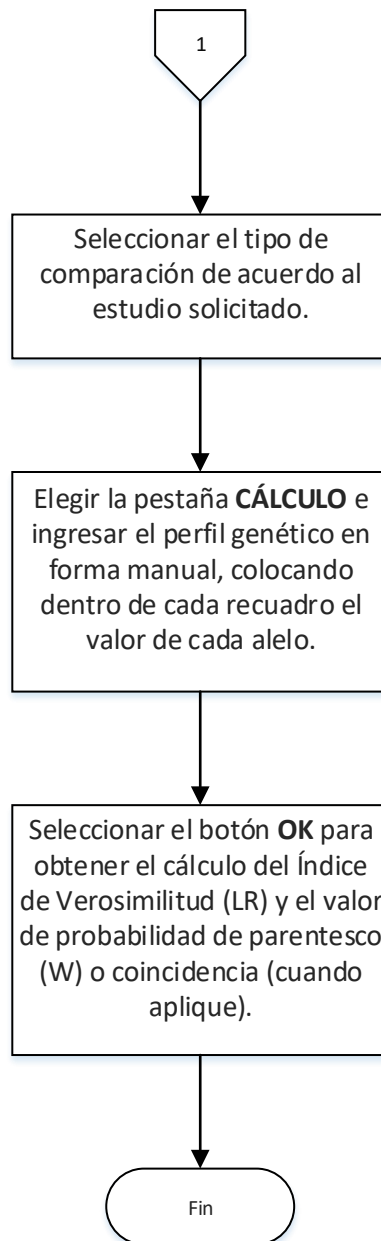 1
Seleccionar el tipo de
comparación de acuerdo al
estudio solicitado.
Elegir la pestaña CÁLCULO e
ingresar el perfil genético en
forma manual, colocando
dentro de cada recuadro el
valor de cada alelo.
Seleccionar el botón OK para
obtener el cálculo del Índice
de Verosimilitud (LR) y el valor
de probabilidad de parentesco
(W) o coincidencia (cuando
aplique).
Fin